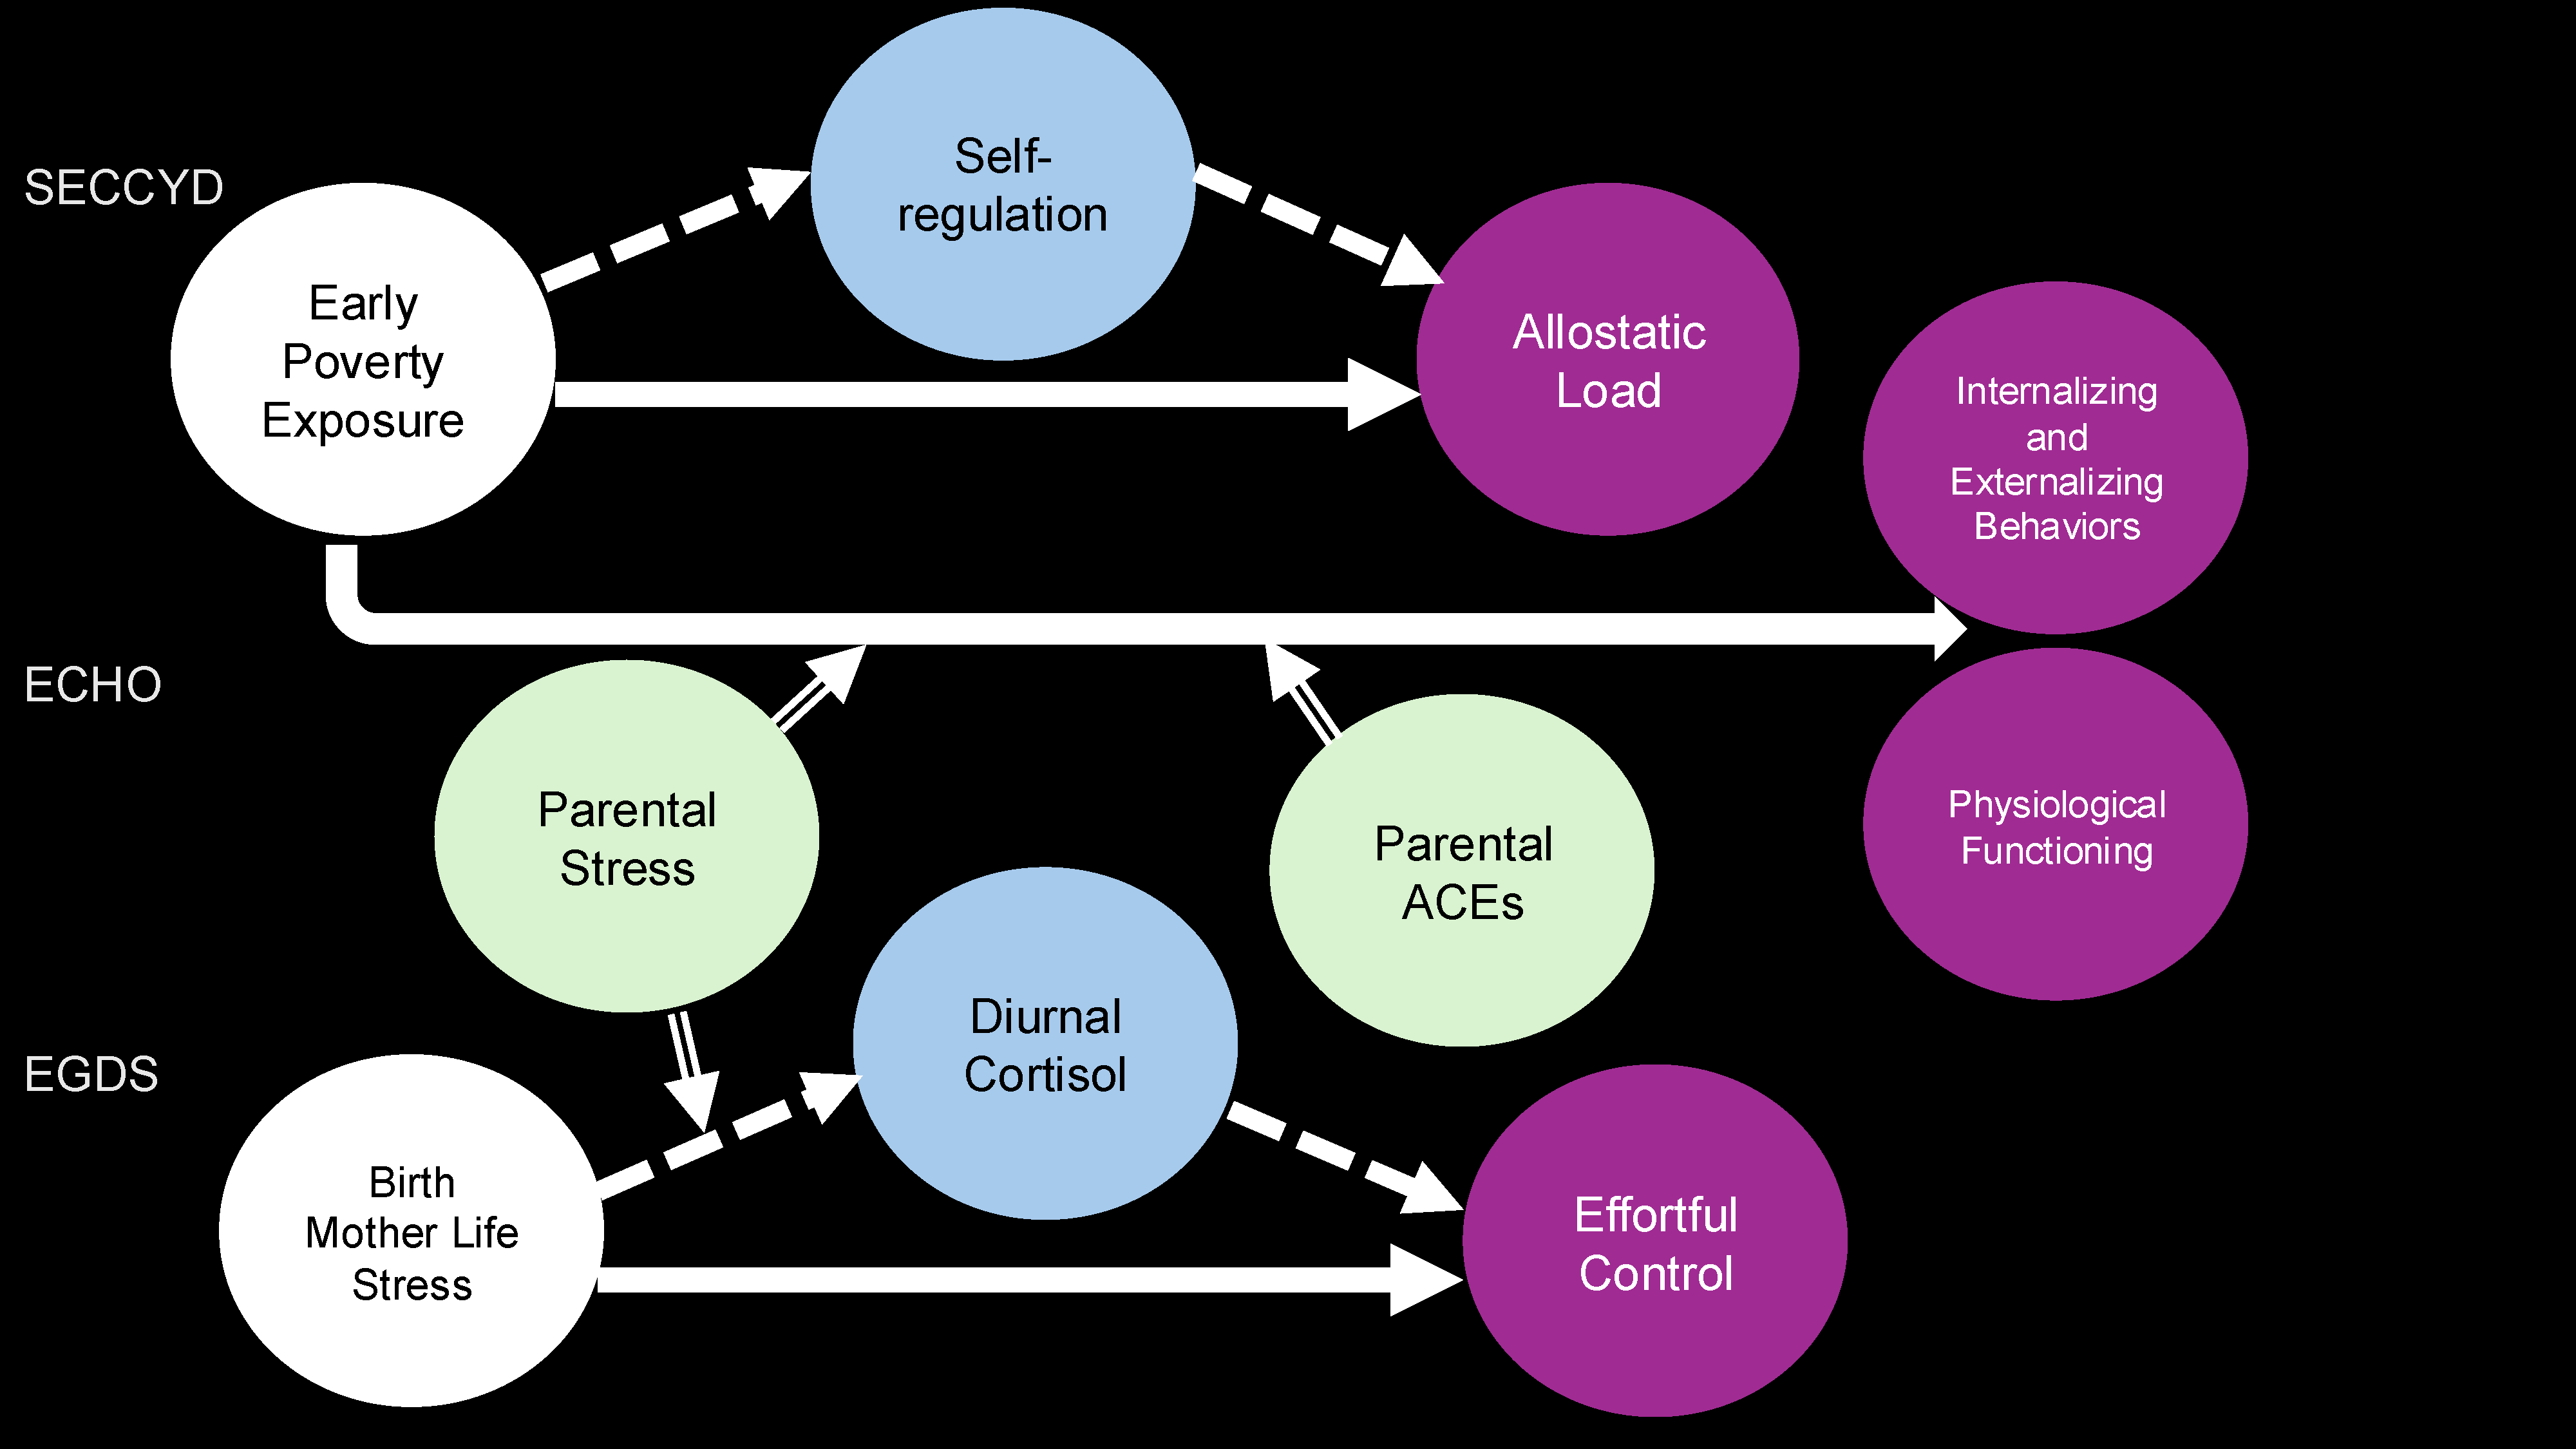 SECCYD
Early
Poverty
Exposure
Self-
regulation
Allostatic
Load
Internalizing
and
Externalizing
Behaviors
ECHO
Parental
Stress
Parental
ACEs
Physiological
Functioning
EGDS
Birth
Mother Life
Stress
Diurnal
Cortisol
Effortful
Control